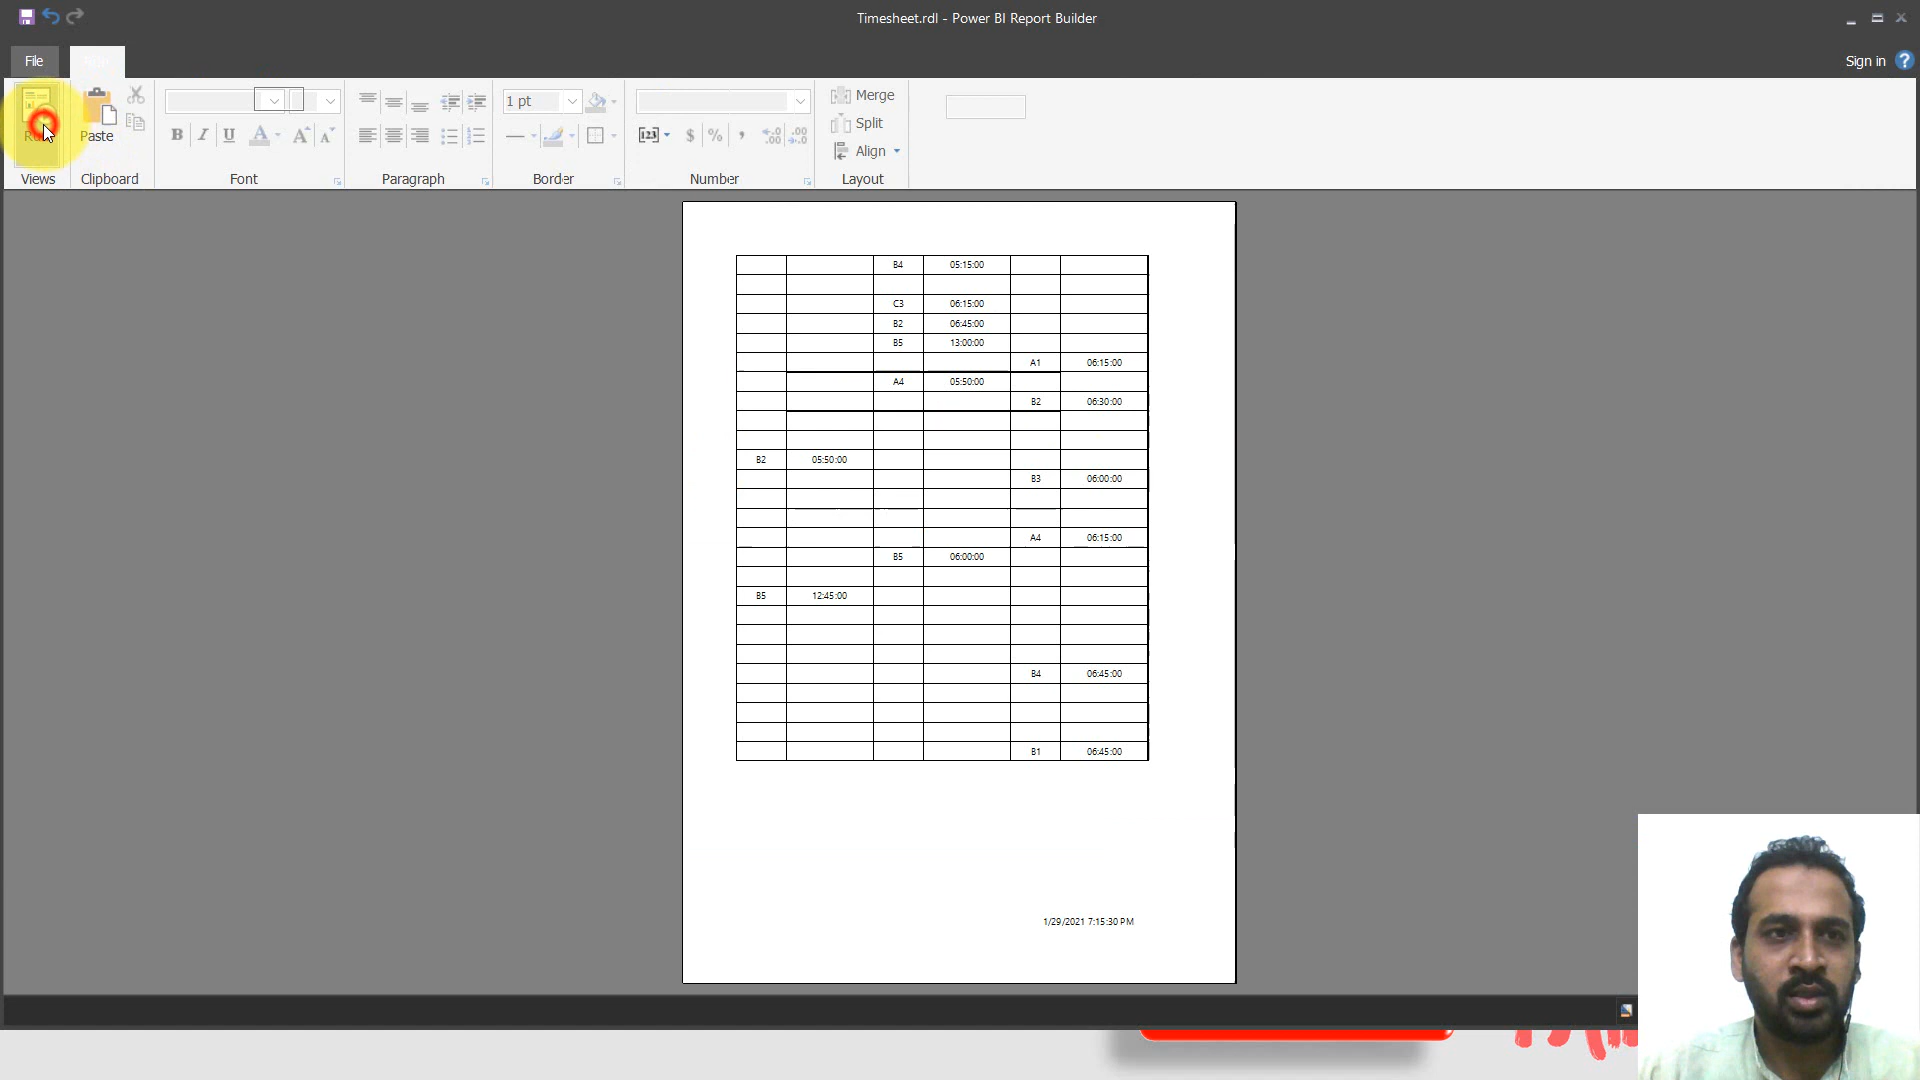 Timesheet.rdl - Power BI Report Builder
File
Sign in
?
Paste
1 pt
B I U A A A
[123] $ % ,
Merge
Split
Align
Views
Clipboard
Font
Paragraph
Border
Number
Layout
B4 05:15:00
C3 06:15:00
B2 06:45:00
B5 13:00:00
A1 06:15:00
A4 05:50:00
B2 06:30:00
B2 05:50:00
B3 06:00:00
A4 06:15:00
B5 06:00:00
B5 12:45:00
B4 06:45:00
B1 06:45:00
1/29/2021 7:15:30 PM